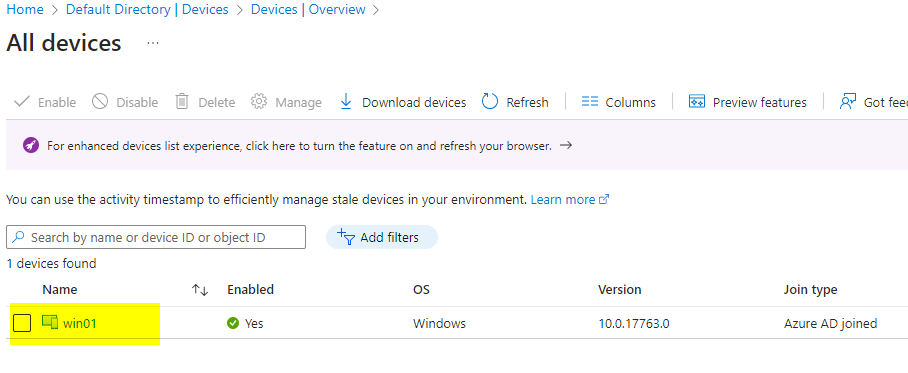 Home > Default Directory | Devices > Devices | Overview >
All devices ...
Enable Disable Delete Manage Download devices Refresh Columns Preview features Got fee
For enhanced devices list experience, click here to turn the feature on and refresh your browser. →
You can use the activity timestamp to efficiently manage stale devices in your environment. Learn more
Search by name or device ID or object ID Add filters
1 devices found
Name ↑↓ Enabled OS Version Join type
win01 Yes Windows 10.0.17763.0 Azure AD joined